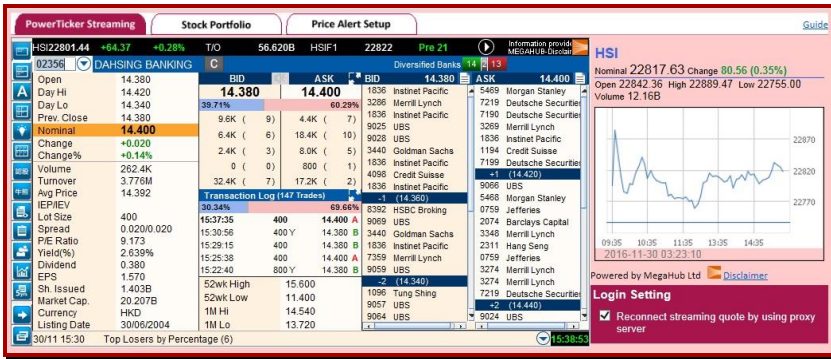 PowerTicker Streaming
Stock Portfolio
Price Alert Setup
Guide
HSI22801.44 +64.37 +0.28% T/O 56.620B HSIF1 22822 Pre 21
Information provide
MEGAHUB-Disclair
02356 DAHSING BANKING C
Diversified Banks 14 2 13
Open 14.380
Day Hi 14.420
Day Lo 14.340
Prev. Close 14.380
Nominal 14.400
Change +0.020
Change% +0.14%
Volume 262.4K
Turnover 3.776M
Avg Price 14.392
IEP/IEV
Lot Size 400
Spread 0.020/0.020
P/E Ratio 9.173
Yield(%) 2.639%
Dividend 0.380
EPS 1.570
Sh. Issued 1.403B
Market Cap. 20.207B
Currency HKD
Listing Date 30/06/2004
BID ASK
14.380 14.400
39.71% 60.29%
9.6K ( 9) 4.4K ( 7)
6.4K ( 6) 18.4K ( 10)
2.4K ( 3) 8.0K ( 5)
0 ( 0) 800 ( 1)
32.4K ( 7) 17.2K ( 2)
Transaction Log (147 Trades)
30.34% 69.66%
15:37:35 400 14.400 A
15:30:56 400 Y 14.380 B
15:29:15 400 14.380 B
15:25:38 400 14.400 A
15:22:40 800 Y 14.380 B
52wk High 15.600
52wk Low 11.400
1M Hi 14.540
1M Lo 13.720
BID 14.380
1836 Instinet Pacific
3286 Merrill Lynch
1836 Instinet Pacific
9025 UBS
9028 UBS
3440 Goldman Sachs
1836 Instinet Pacific
4098 Credit Suisse
1836 Instinet Pacific
-1 (14.360)
8392 HSBC Broking
9069 UBS
3440 Goldman Sachs
1836 Instinet Pacific
7359 Merrill Lynch
9059 UBS
-2 (14.340)
1096 Tung Shing
9057 UBS
9064 UBS
ASK 14.400
5469 Morgan Stanley
7219 Deutsche Securities
7190 Deutsche Securities
3269 Merrill Lynch
1836 Instinet Pacific
1194 Credit Suisse
7199 Deutsche Securities
+1 (14.420)
9066 UBS
5468 Morgan Stanley
0759 Jefferies
2074 Barclays Capital
3348 Merrill Lynch
2311 Hang Seng
0759 Jefferies
3274 Merrill Lynch
3274 Merrill Lynch
7219 Deutsche Securities
+2 (14.440)
9024 UBS
30/11 15:30 Top Losers by Percentage (6)
15:38:53
HSI
Nominal 22817.63 Change 80.56 (0.35%)
Open 22842.36 High 22889.47 Low 22755.00
Volume 12.16B
22870
22820
22770
09:35 10:35 11:35 13:35 14:35
2016-11-30 03:23:10
Powered by MegaHub Ltd Disclaimer
Login Setting
Reconnect streaming quote by using proxy
server